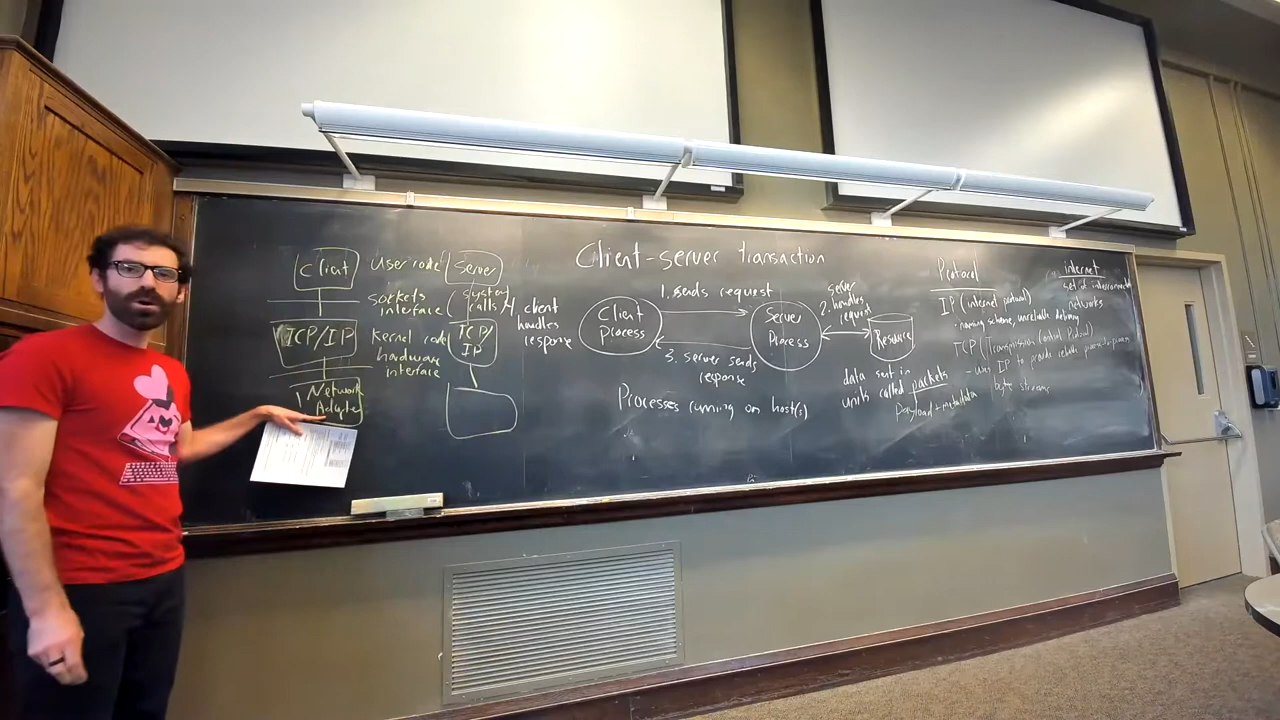 Client
User code
Server
Sockets
interface
(system
calls)
TCP/IP
Kernel code
TCP/
IP
hardware
interface
Network
Adapter
Client-server transaction
1. sends request
4. client
handles
response
Client
process
3. Server sends
response
Server
Process
server
2. handles
request
Resource
Processes running on host(s)
data sent in
units called packets
Payload + metadata
Protocol
IP (internet protocol)
naming scheme, unreliable delivery
TCP (Transmission Control Protocol)
IP to provide reliable
byte streams
internet
set of interconnected
networks